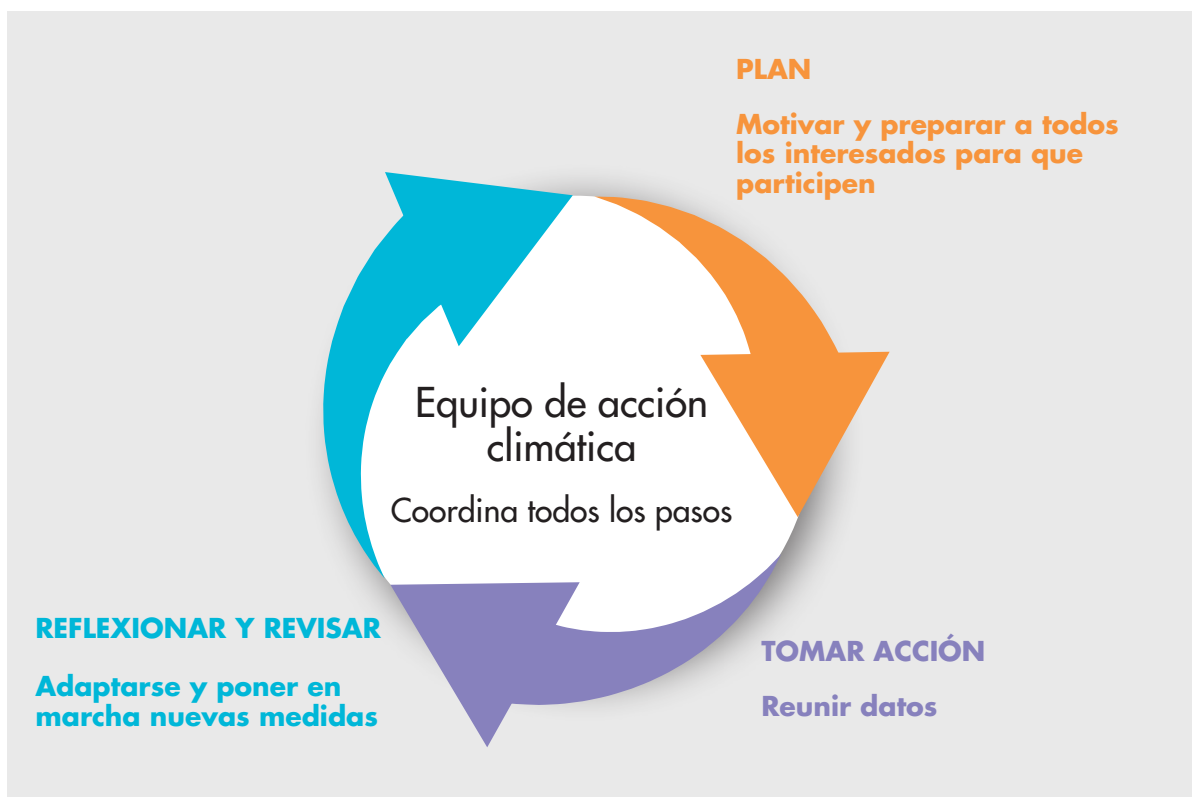 PLAN
Motivar y preparar a todos
los interesados para que
participen
Equipo de acción
climática
Coordina todos los pasos
TOMAR ACCIÓN
Reunir datos
REFLEXIONAR Y REVISAR
Adaptarse y poner en
marcha nuevas medidas